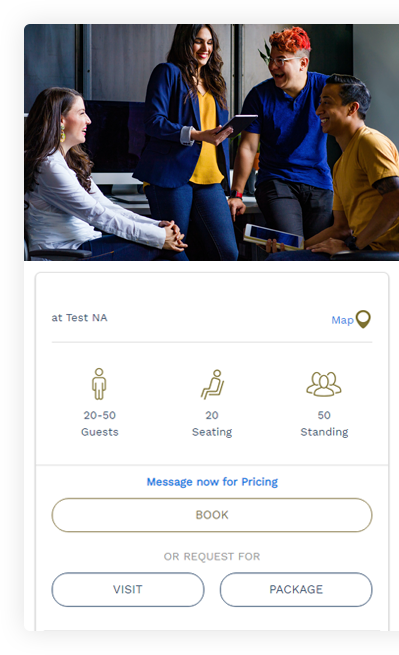 at Test NA
Map
20-50
Guests
20
Seating
50
Standing
Message now for Pricing
BOOK
OR REQUEST FOR
VISIT
PACKAGE